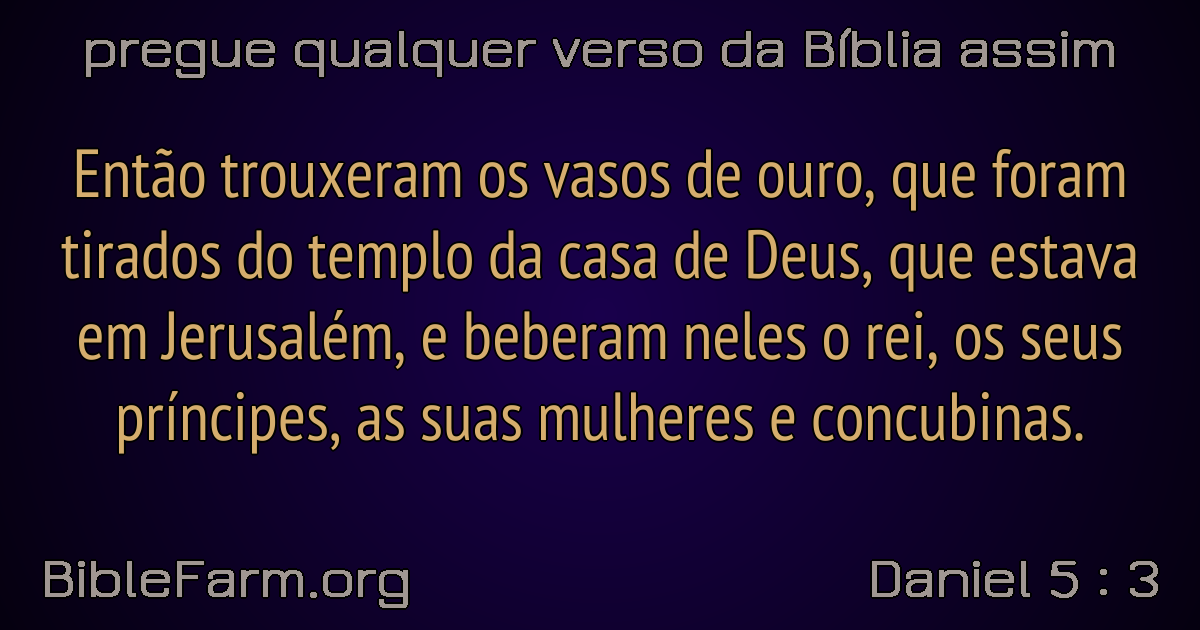 pregue qualquer verso da Bíblia assim
Então trouxeram os vasos de ouro, que foram
tirados do templo da casa de Deus, que estava
em Jerusalém, e beberam neles o rei, os seus
príncipes, as suas mulheres e concubinas.
BibleFarm.org
Daniel 5 : 3